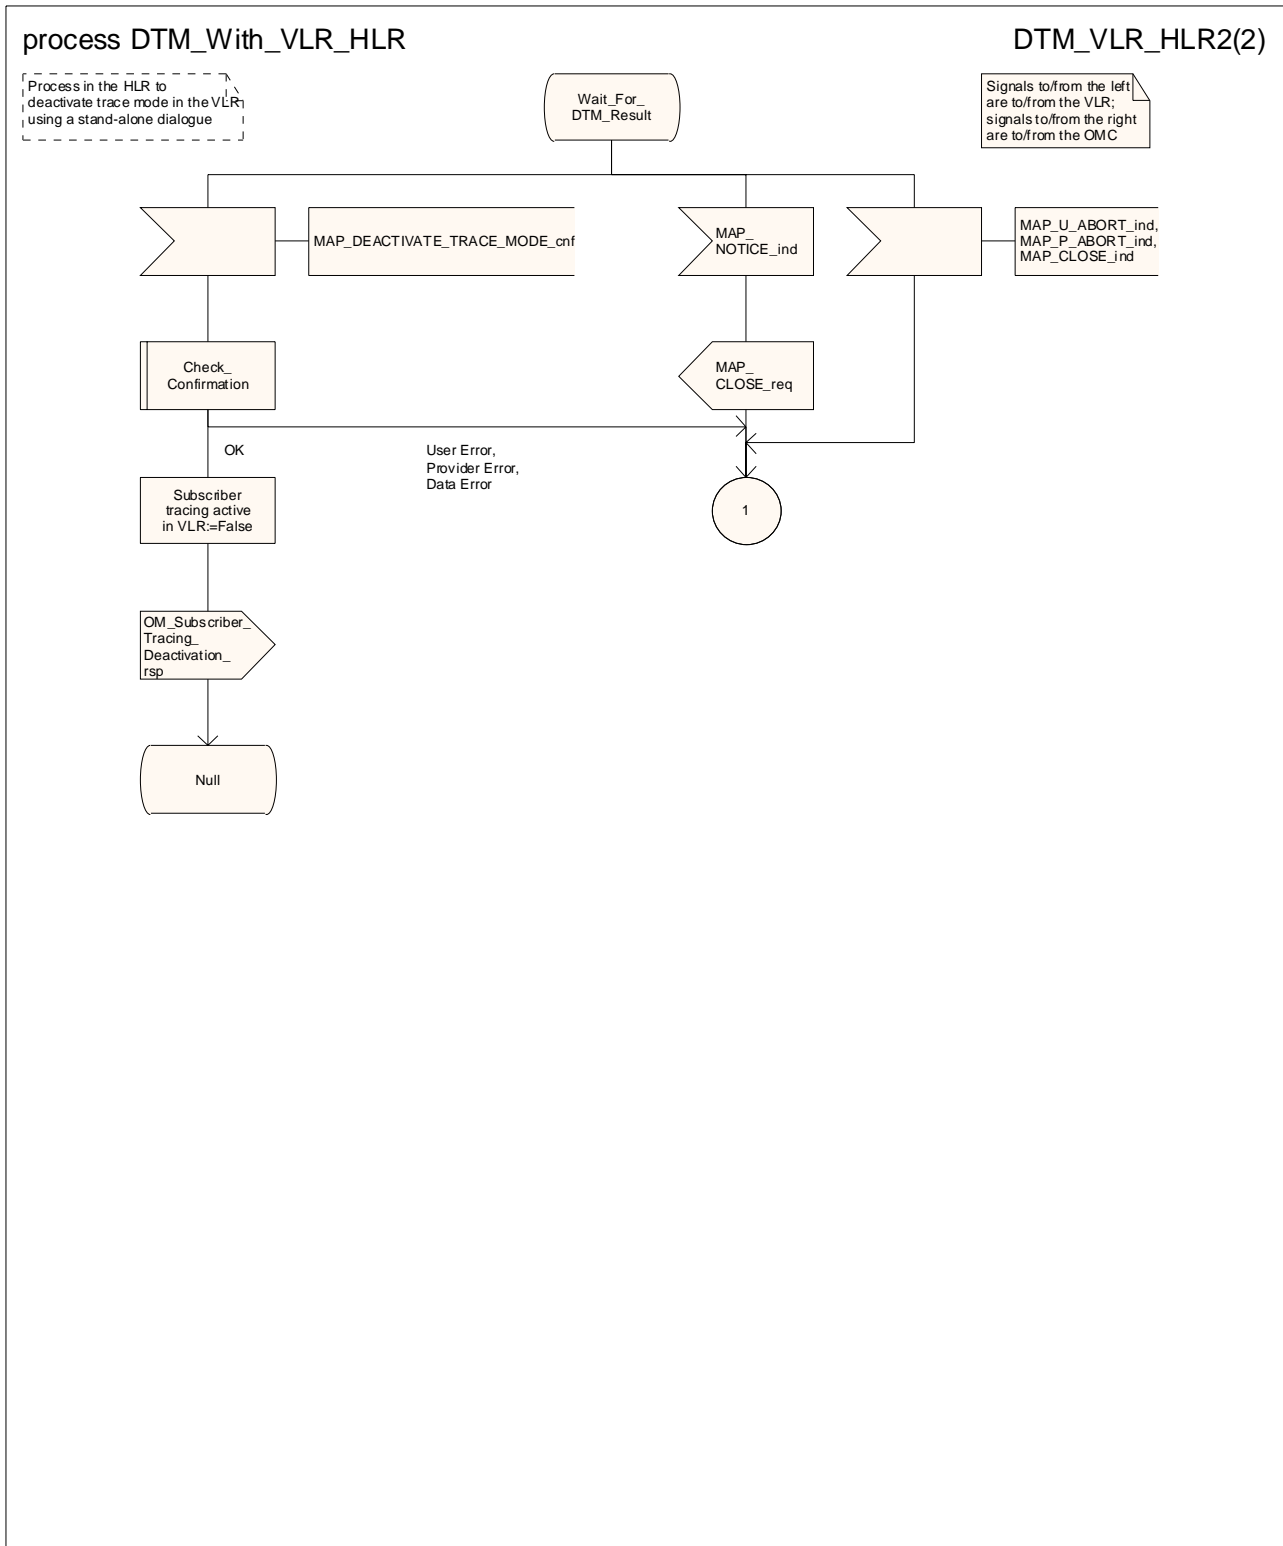 process DTM_With_VLR_HLR
DTM_VLR_HLR2(2)
Process in the HLR to
deactivate trace mode in the VLR
using a stand-alone dialogue
Wait_For_
DTM_Result
Signals to/from the left
are to/from the VLR;
signals to/from the right
are to/from the OMC
MAP_DEACTIVATE_TRACE_MODE_cnf
MAP_
NOTICE_ind
MAP_U_ABORT_ind,
MAP_P_ABORT_ind,
MAP_CLOSE_ind
Check_
Confirmation
MAP_
CLOSE_req
OK
User Error,
Provider Error,
Data Error
Subscriber
tracing active
in VLR:=False
1
OM_Subscriber_
Tracing_
Deactivation_
rsp
Null